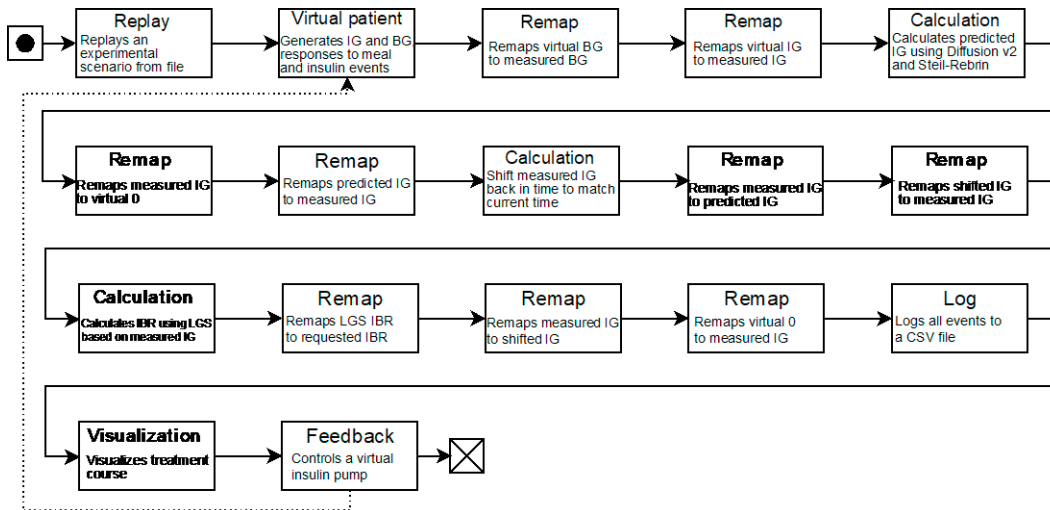 Replay
Replays an
experimental
scenario from file
Virtual patient
Generates IG and BG
responses to meal
and insulin events
Remap
Remaps virtual BG
to measured BG
Remap
Remaps virtual IG
to measured IG
Calculation
Calculates predicted
IG using Diffusion v2
and Steil-Rebrin
Remap
Remaps measured IG
to virtual 0
Remap
Remaps predicted IG
to measured IG
Calculation
Shift measured IG
back in time to match
current time
Remap
Remaps measured IG
to predicted IG
Remap
Remaps shifted IG
to measured IG
Calculation
Calculates IBR using LGS
based on measured IG
Remap
Remaps LGS IBR
to requested IBR
Remap
Remaps measured IG
to shifted IG
Remap
Remaps virtual 0
to measured IG
Log
Logs all events to
a CSV file
Visualization
Visualizes treatment
course
Feedback
Controls a virtual
insulin pump